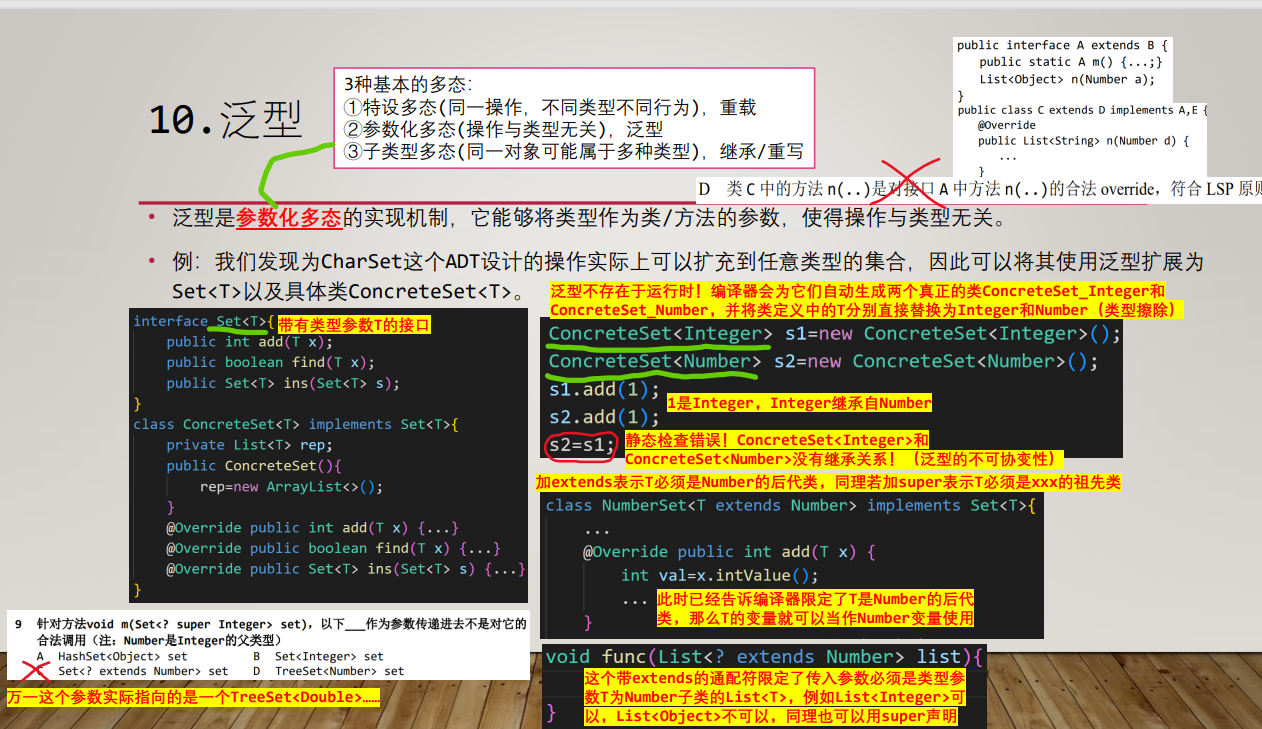 10.泛型
3种基本的多态：
①特设多态(同一操作，不同类型不同行为)，重载
②参数化多态(操作与类型无关)，泛型
③子类型多态(同一对象可能属于多种类型)，继承/重写
public interface A extends B {
public static A m() {...;}
List<Object> n(Number a);
}
public class C extends D implements A,E {
@Override
public List<String> n(Number d) {
...
}
D 类 C 中的方法 n(..)是对接口 A 中方法 n(..)的合法 override，符合 LSP 原则
• 泛型是参数化多态的实现机制，它能够将类型作为类/方法的参数，使得操作与类型无关。
• 例：我们发现为CharSet这个ADT设计的操作实际上可以扩充到任意类型的集合，因此可以将其使用泛型扩展为
Set<T>以及具体类ConcreteSet<T>。
interface Set<T>{ 带有类型参数T的接口
public int add(T x);
public boolean find(T x);
public Set<T> ins(Set<T> s);
}
class ConcreteSet<T> implements Set<T>{
private List<T> rep;
public ConcreteSet(){
rep=new ArrayList<>();
}
@Override public int add(T x) {...}
@Override public boolean find(T x) {...}
@Override public Set<T> ins(Set<T> s) {...}
}
9 针对方法void m(Set<? super Integer> set)，以下___作为参数传递进去不是对它的
合法调用（注：Number是Integer的父类型）
A HashSet<Object> set B Set<Integer> set
C Set<? extends Number> set D TreeSet<Number> set
万一这个参数实际指向的是一个TreeSet<Double>……
泛型不存在于运行时！编译器会为它们自动生成两个真正的类ConcreteSet_Integer和
ConcreteSet_Number，并将类定义中的T分别直接替换为Integer和Number（类型擦除）
ConcreteSet<Integer> s1=new ConcreteSet<Integer>();
ConcreteSet<Number> s2=new ConcreteSet<Number>();
s1.add(1);
1是Integer，Integer继承自Number
s2.add(1);
s2=s1; 静态检查错误！ConcreteSet<Integer>和
ConcreteSet<Number>没有继承关系！（泛型的不可协变性）
加extends表示T必须是Number的后代类，同理若加super表示T必须是xxx的祖先类
class NumberSet<T extends Number> implements Set<T>{
...
@Override public int add(T x) {
int val=x.intValue();
... 此时已经告诉编译器限定了T是Number的后代
类，那么T的变量就可以当作Number变量使用
}
void func(List<? extends Number> list){
这个带extends的通配符限定了传入参数必须是类型参
数T为Number子类的List<T>，例如List<Integer>可
以，List<Object>不可以，同理也可以用super声明
}